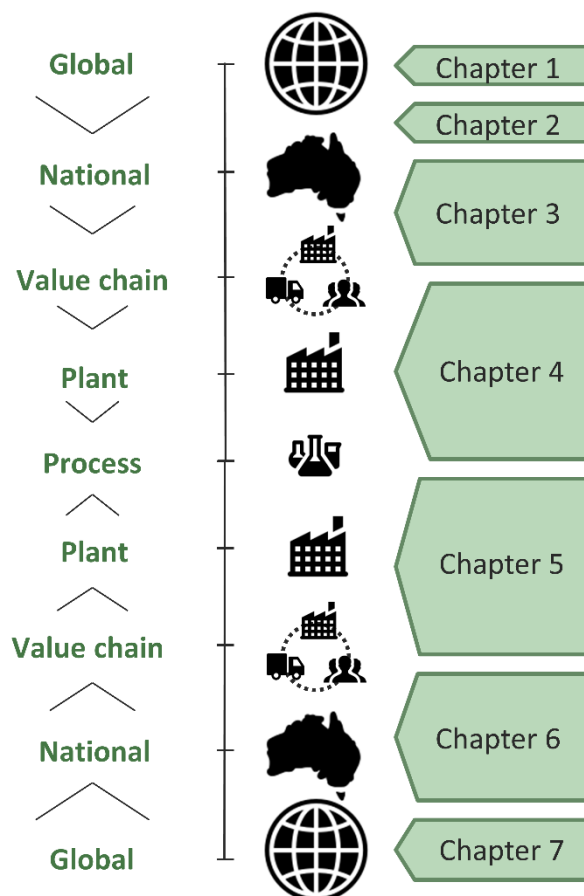 Global
Chapter 1
Chapter 2
National
Chapter 3
Value chain
Chapter 4
Plant
Process
Plant
Chapter 5
Value chain
Chapter 6
National
Chapter 7
Global